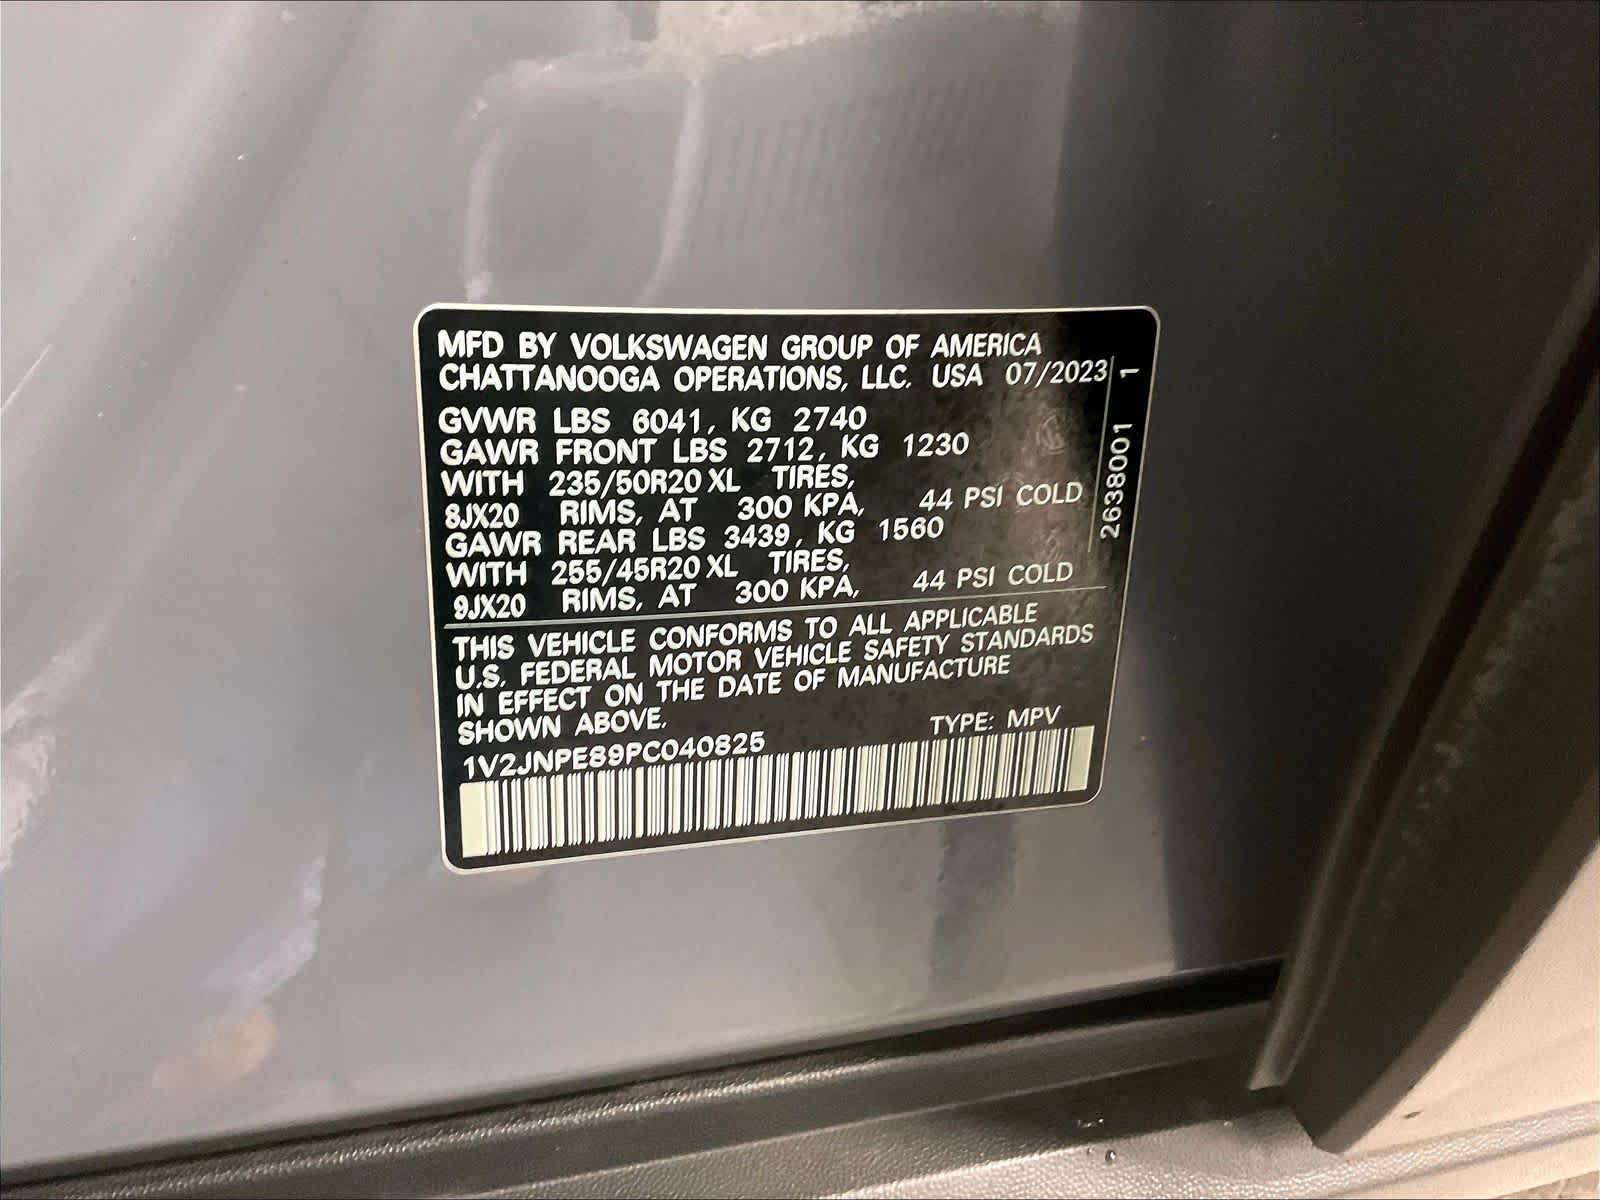 MFD BY VOLKSWAGEN GROUP OF AMERICA
CHATTANOOGA OPERATIONS, LLC. USA 07/2023
GVWR LBS 6041, KG 2740
GAWR FRONT LBS 2712, KG 1230
WITH 235/50R20 XL TIRES,
8JX20 RIMS, AT 300 KPA, 44 PSI COLD
GAWR REAR LBS 3439, KG 1560
WITH 255/45R20 XL TIRES,
9JX20 RIMS, AT 300 KPA, 44 PSI COLD
THIS VEHICLE CONFORMS TO ALL APPLICABLE
U.S. FEDERAL MOTOR VEHICLE SAFETY STANDARDS
IN EFFECT ON THE DATE OF MANUFACTURE
SHOWN ABOVE.
TYPE: MPV
1V2JNPE89PC040825
2638001 1